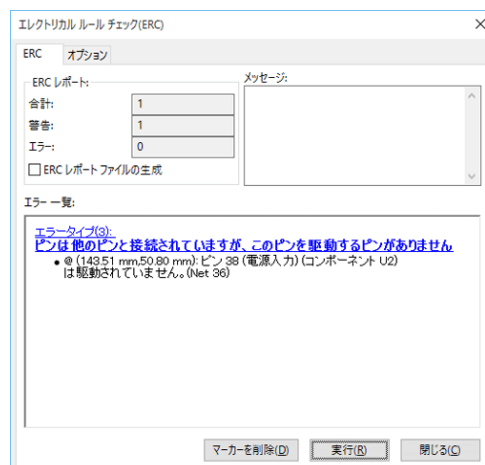 エレクトリカル ルール チェック(ERC)
ERC オプション
ERC レポート:
合計: 1
警告: 1
エラー: 0
ERC レポート ファイルの生成
メッセージ:
エラー 一覧:
エラータイプ(3):
ピンは他のピンと接続されていますが、このピンを駆動するピンがありません
• @ (143.51 mm,50.80 mm): ピン 38 (電源入力) (コンポーネント U2)
は駆動されていません。(Net 36)
マーカーを削除(D) 実行(R) 閉じる(C)